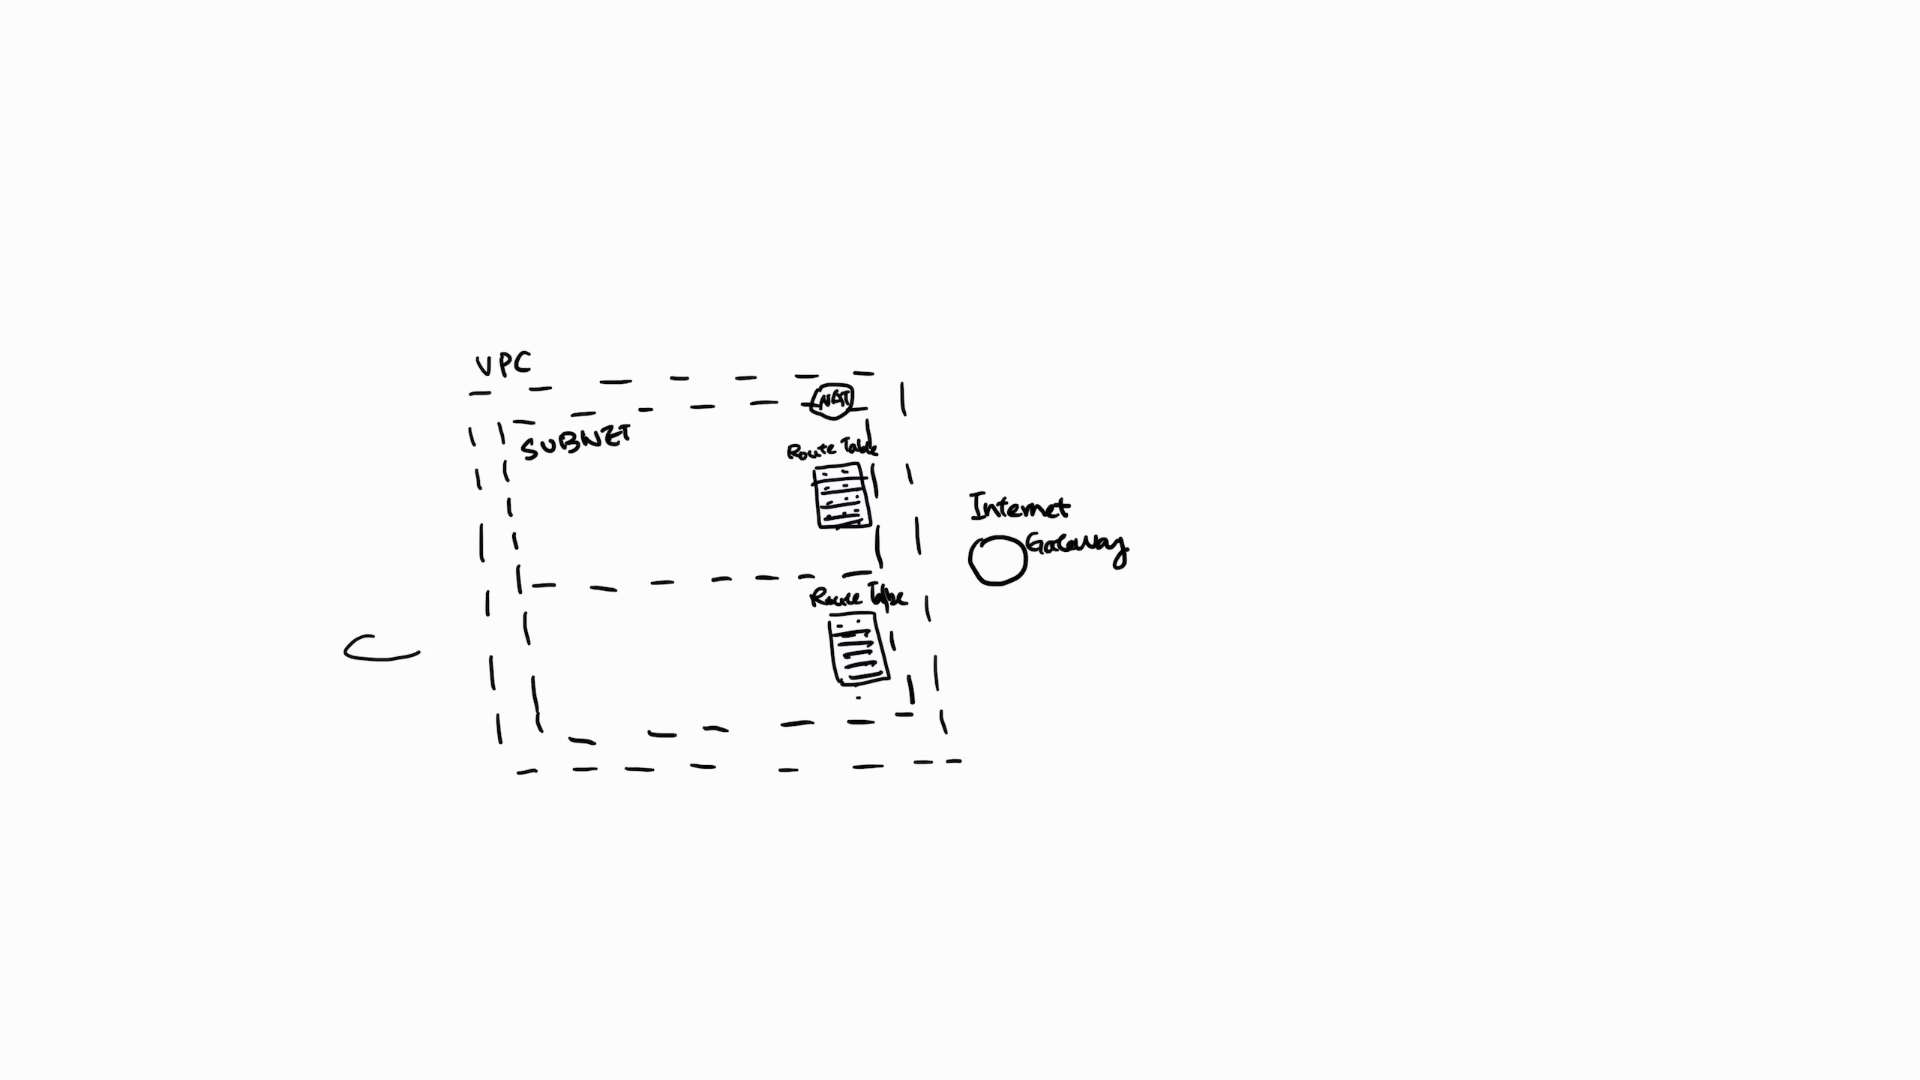 VPC
NAT
SUBNET
Route Table
Internet
Gateway
Route Table